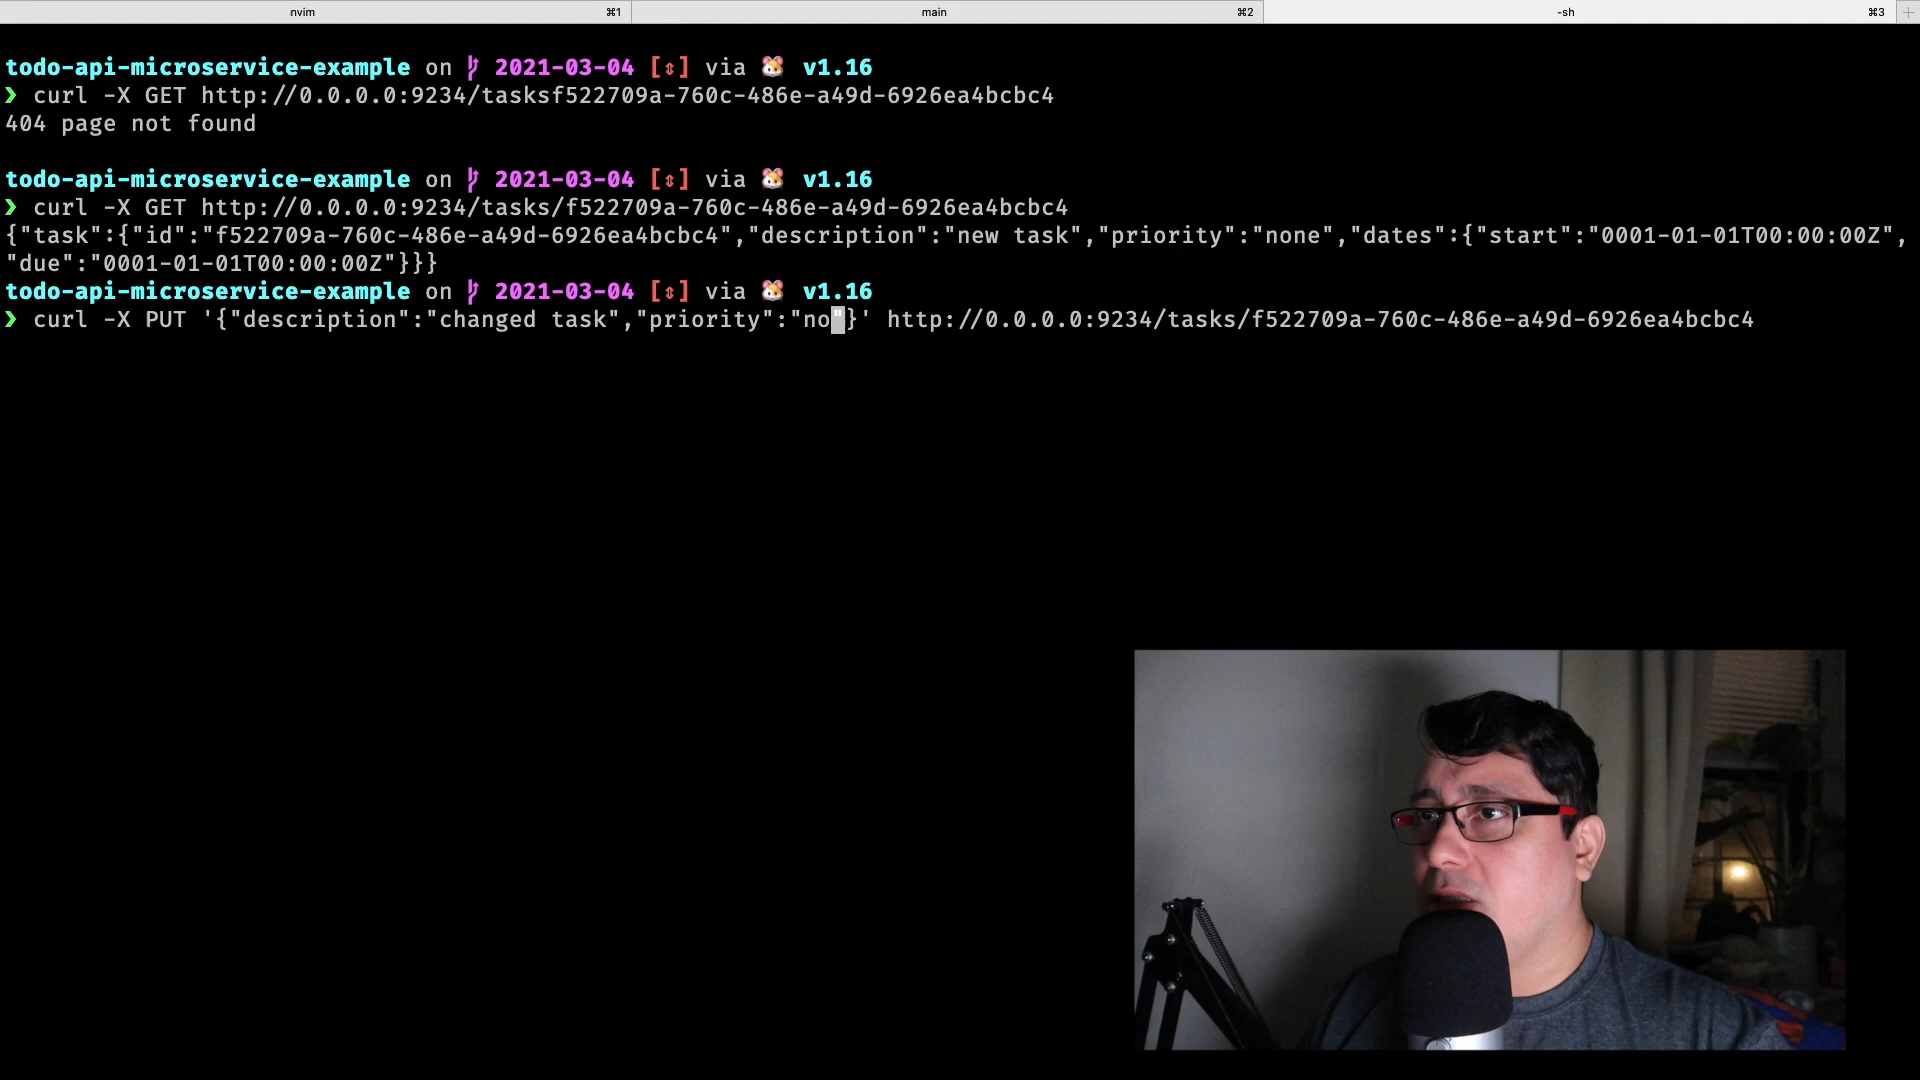 nvim ⌘1 main ⌘2 -sh ⌘3 +
todo-api-microservice-example on 2021-03-04 [⇕] via 🐹 v1.16
❯ curl -X GET http://0.0.0.0:9234/tasksf522709a-760c-486e-a49d-6926ea4bcbc4
404 page not found
todo-api-microservice-example on 2021-03-04 [⇕] via 🐹 v1.16
❯ curl -X GET http://0.0.0.0:9234/tasks/f522709a-760c-486e-a49d-6926ea4bcbc4
{"task":{"id":"f522709a-760c-486e-a49d-6926ea4bcbc4","description":"new task","priority":"none","dates":{"start":"0001-01-01T00:00:00Z",
"due":"0001-01-01T00:00:00Z"}}}
todo-api-microservice-example on 2021-03-04 [⇕] via 🐹 v1.16
❯ curl -X PUT '{"description":"changed task","priority":"no"}' http://0.0.0.0:9234/tasks/f522709a-760c-486e-a49d-6926ea4bcbc4